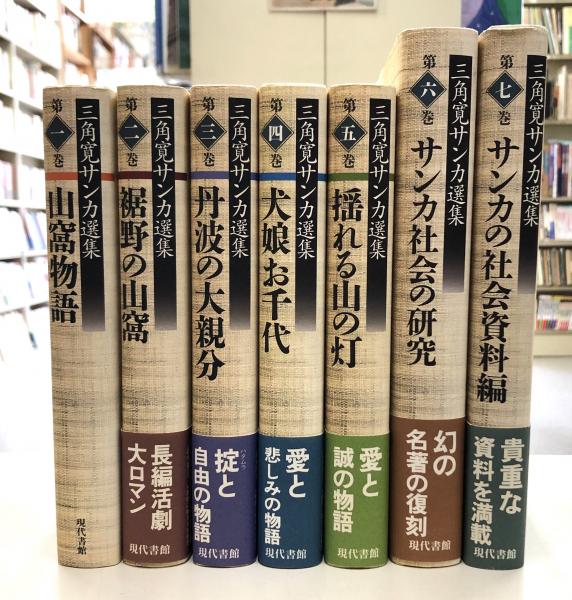 三角寛サンカ選集
第一巻
山窩物語
現代書館
三角寛サンカ選集
第二巻
裾野の山窩
長編活劇
大ロマン
現代書館
三角寛サンカ選集
第三巻
丹波の大親分
掟と
ハタムラ
自由の物語
現代書館
三角寛サンカ選集
第四巻
犬娘お千代
愛と
悲しみの物語
現代書館
三角寛サンカ選集
第五巻
揺れる山の灯
愛と
誠の物語
現代書館
三角寛サンカ選集
第六巻
サンカ社会の研究
幻の
名著の復刻
現代書館
三角寛サンカ選集
第七巻
サンカの社会資料編
貴重な
資料を満載
現代書館